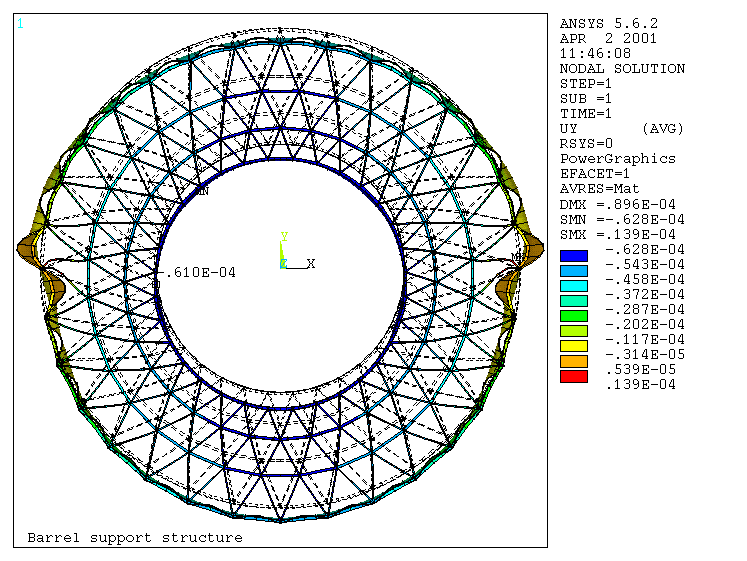 1
ANSYS 5.6.2
APR  2 2001
11:46:08
NODAL SOLUTION
STEP=1
SUB =1
TIME=1
UY       (AVG)
RSYS=0
PowerGraphics
EFACET=1
AVRES=Mat
DMX =.896E-04
SMN =-.628E-04
SMX =.139E-04
-.628E-04
-.543E-04
-.458E-04
-.372E-04
-.287E-04
-.202E-04
-.117E-04
-.314E-05
.539E-05
.139E-04
Y
Z X
-.610E-04
Barrel support structure